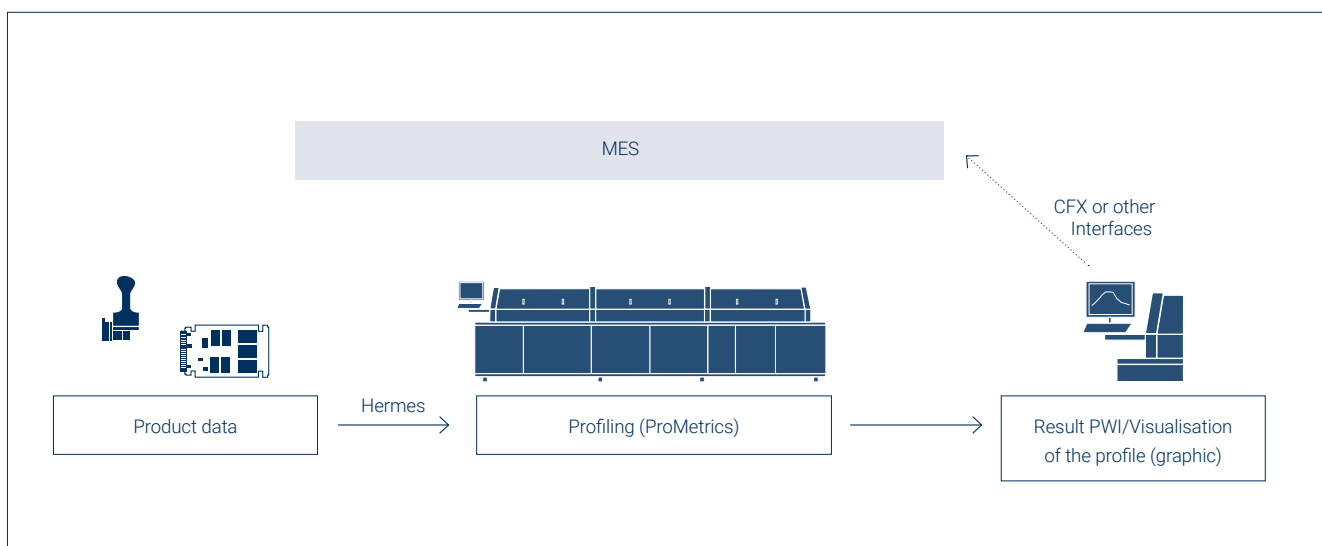 MES
CFX or other
Interfaces
Hermes
Product data
Profiling (ProMetrics)
Result PWI/Visualisation
of the profile (graphic)